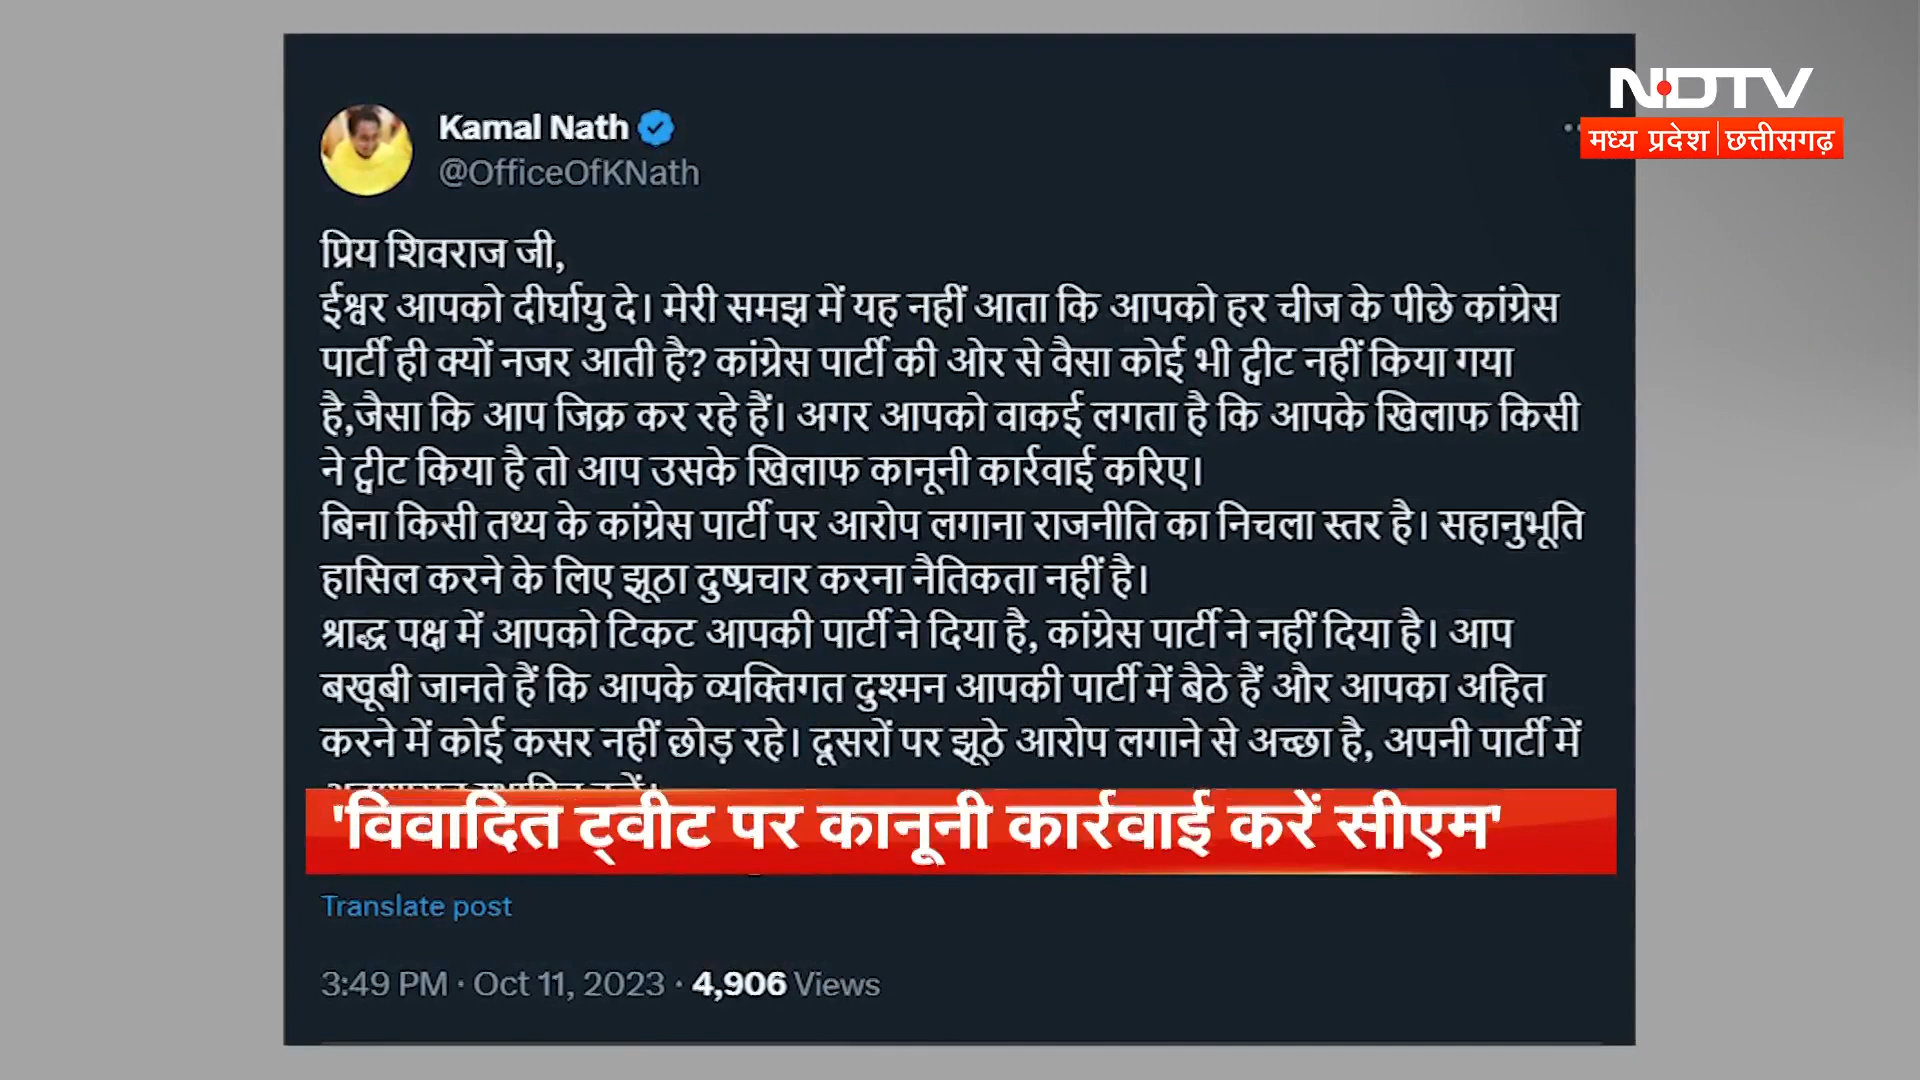 NDTV
मध्य प्रदेश|छत्तीसगढ़
Kamal Nath
@OfficeOfKNath
प्रिय शिवराज जी,
ईश्वर आपको दीर्घायु दे। मेरी समझ में यह नहीं आता कि आपको हर चीज के पीछे कांग्रेस
पार्टी ही क्यों नजर आती है? कांग्रेस पार्टी की ओर से वैसा कोई भी ट्वीट नहीं किया गया
है,जैसा कि आप जिक्र कर रहे हैं। अगर आपको वाकई लगता है कि आपके खिलाफ किसी
ने ट्वीट किया है तो आप उसके खिलाफ कानूनी कार्रवाई करिए।
बिना किसी तथ्य के कांग्रेस पार्टी पर आरोप लगाना राजनीति का निचला स्तर है। सहानुभूति
हासिल करने के लिए झूठा दुष्प्रचार करना नैतिकता नहीं है।
श्राद्ध पक्ष में आपको टिकट आपकी पार्टी ने दिया है, कांग्रेस पार्टी ने नहीं दिया है। आप
बखूबी जानते हैं कि आपके व्यक्तिगत दुश्मन आपकी पार्टी में बैठे हैं और आपका अहित
करने में कोई कसर नहीं छोड़ रहे। दूसरों पर झूठे आरोप लगाने से अच्छा है, अपनी पार्टी में
'विवादित ट्वीट पर कानूनी कार्रवाई करें सीएम'
Translate post
3:49 PM · Oct 11, 2023 · 4,906 Views